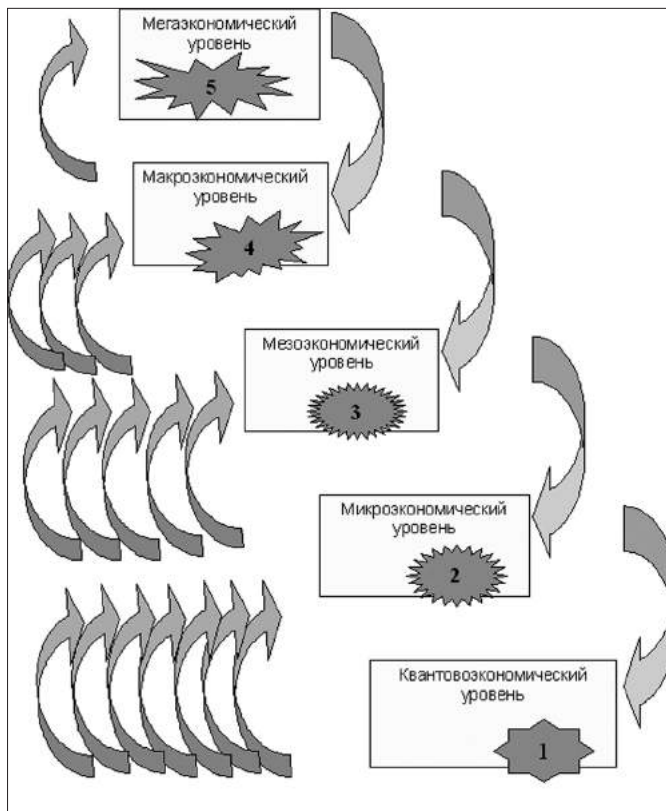 Мегаэкономический
уровень
5
Макроэкономический
уровень
4
Мезоэкономический
уровень
3
Микроэкономический
уровень
2
Квантовоэкономический
уровень
1